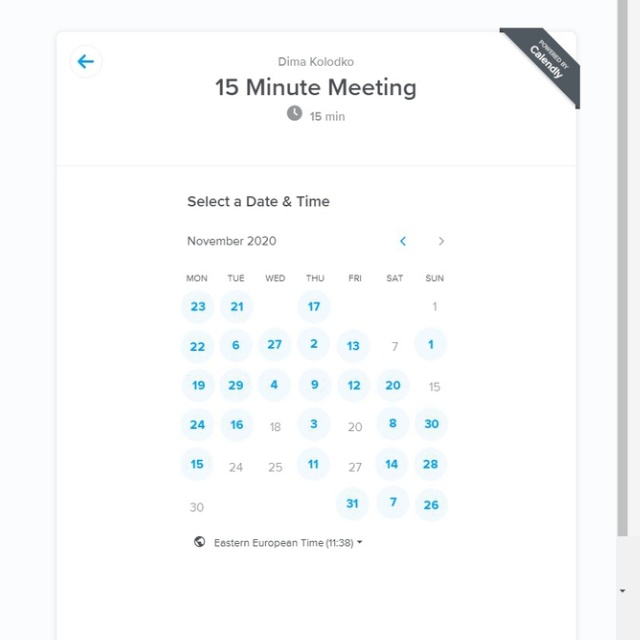 POWERED BY
Calendly
Dima Kolodko
15 Minute Meeting
15 min
Select a Date & Time
November 2020
MON TUE WED THU FRI SAT SUN
23 21 17 1
22 6 27 2 13 7 1
19 29 4 9 12 20 15
24 16 18 3 20 8 30
15 24 25 11 27 14 28
30 31 7 26
Eastern European Time (11:38)